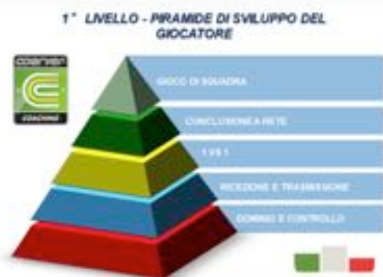 1° LIVELLO - PIRAMIDE DI SVILUPPO DEL
GIOCATORE
COERVER
COACHING
GIOCO DI SQUADRA
CONCLUSIONE A RETE
1 VS 1
RICEZIONE E TRASMISSIONE
DOMINIO E CONTROLLO